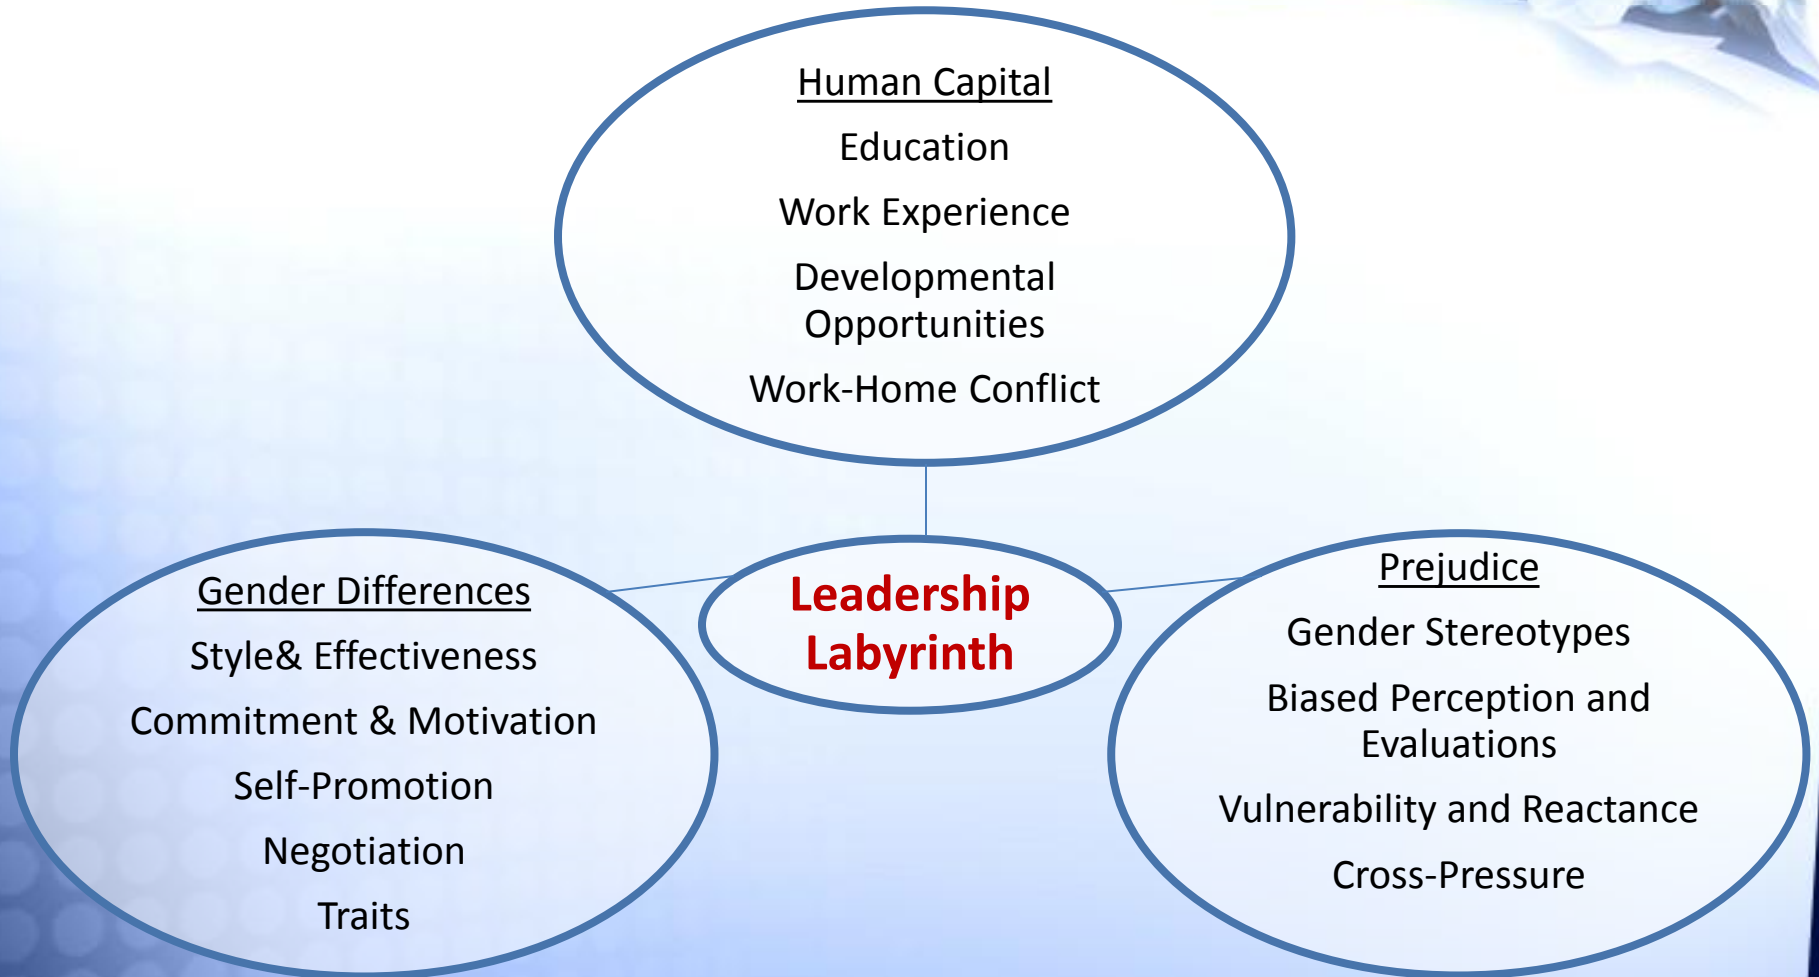 Human Capital
Education
Work Experience
Developmental
Opportunities
Work-Home Conflict
Leadership
Labyrinth
Gender Differences
Style& Effectiveness
Commitment & Motivation
Self-Promotion
Negotiation
Traits
Prejudice
Gender Stereotypes
Biased Perception and
Evaluations
Vulnerability and Reactance
Cross-Pressure